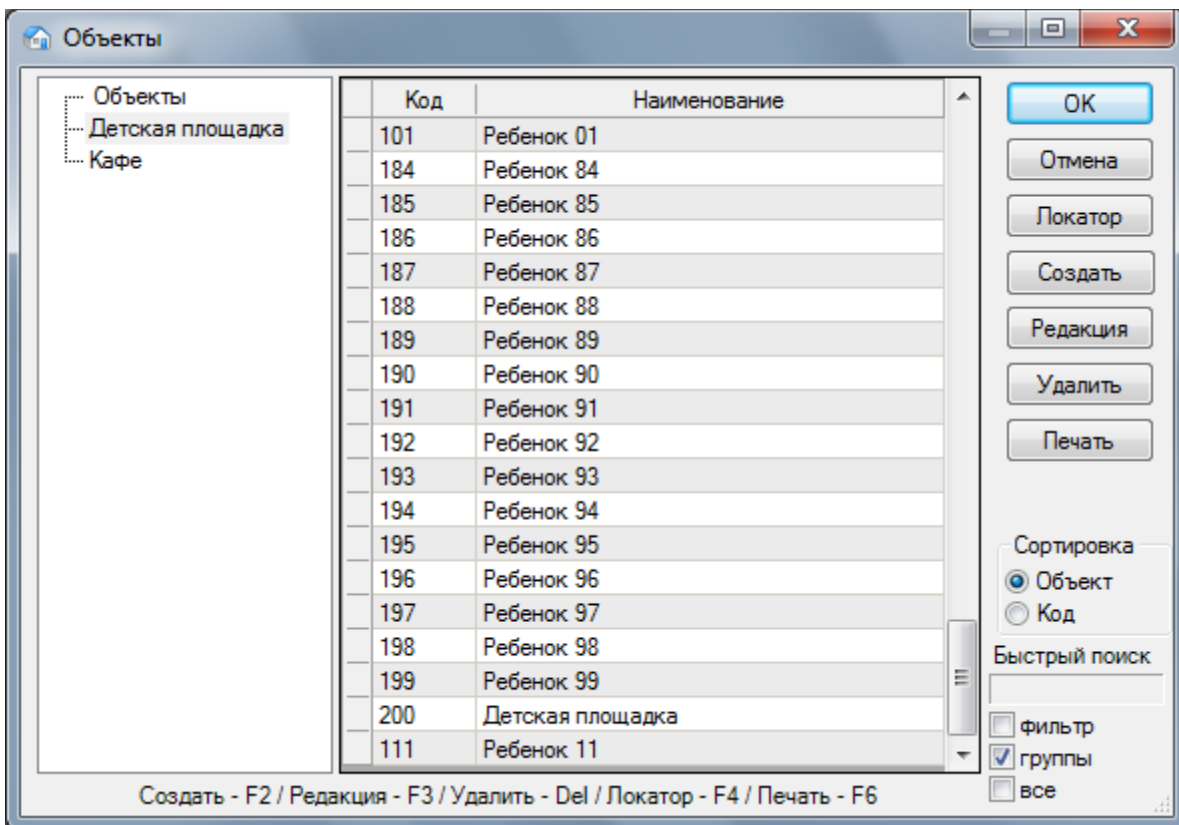 Объекты
Объекты
Детская площадка
Кафе
Код Наименование
101 Ребенок 01
184 Ребенок 84
185 Ребенок 85
186 Ребенок 86
187 Ребенок 87
188 Ребенок 88
189 Ребенок 89
190 Ребенок 90
191 Ребенок 91
192 Ребенок 92
193 Ребенок 93
194 Ребенок 94
195 Ребенок 95
196 Ребенок 96
197 Ребенок 97
198 Ребенок 98
199 Ребенок 99
200 Детская площадка
111 Ребенок 11
OK
Отмена
Локатор
Создать
Редакция
Удалить
Печать
Сортировка
Объект
Код
Быстрый поиск
фильтр
группы
все
Создать - F2 / Редакция - F3 / Удалить - Del / Локатор - F4 / Печать - F6